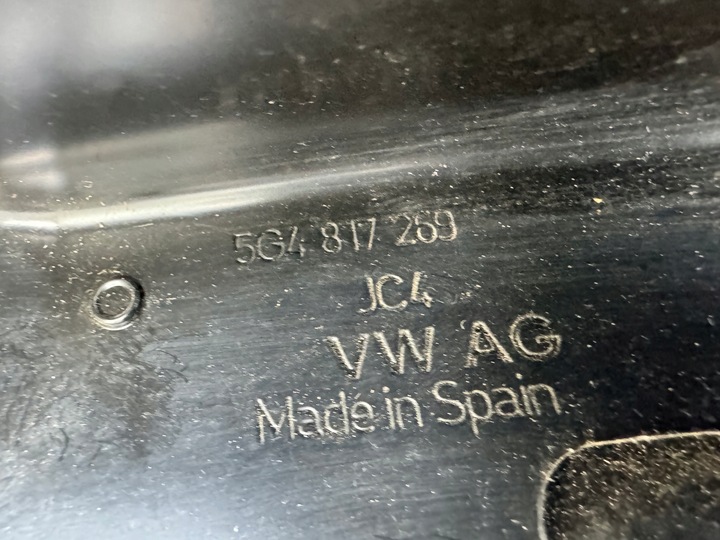 5G4 817 269
JC4
VW AG
Made in Spain